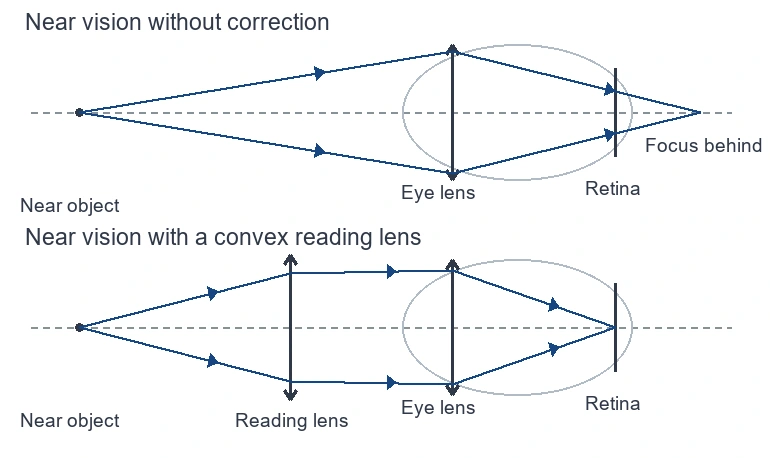 Near vision without correction
Focus behind
Eye lens
Retina
Near object
Near vision with a convex reading lens
Eye lens
Retina
Near object
Reading lens